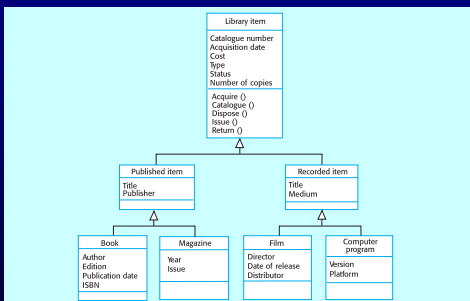 Library item
Catalogue number
Acquisition date
Cost
Type
Status
Number of copies
Acquire ()
Catalogue ()
Dispose ()
Issue ()
Return ()
Published item
Title
Publisher
Recorded item
Title
Medium
Book
Author
Edition
Publication date
ISBN
Magazine
Year
Issue
Film
Director
Date of release
Distributor
Computer
program
Version
Platform